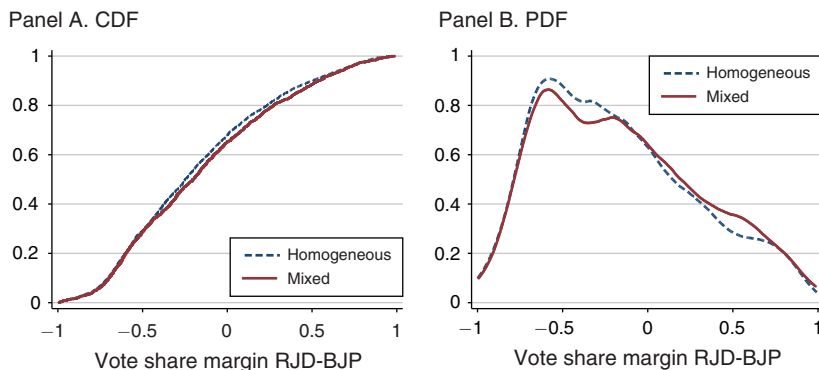 Panel A. CDF
1
0.8
0.6
0.4
0.2
0
−1
−0.5
0
0.5
1
Homogeneous
Mixed
Vote share margin RJD-BJP
Panel B. PDF
1
0.8
0.6
0.4
0.2
0
−1
−0.5
0
0.5
1
Homogeneous
Mixed
Vote share margin RJD-BJP